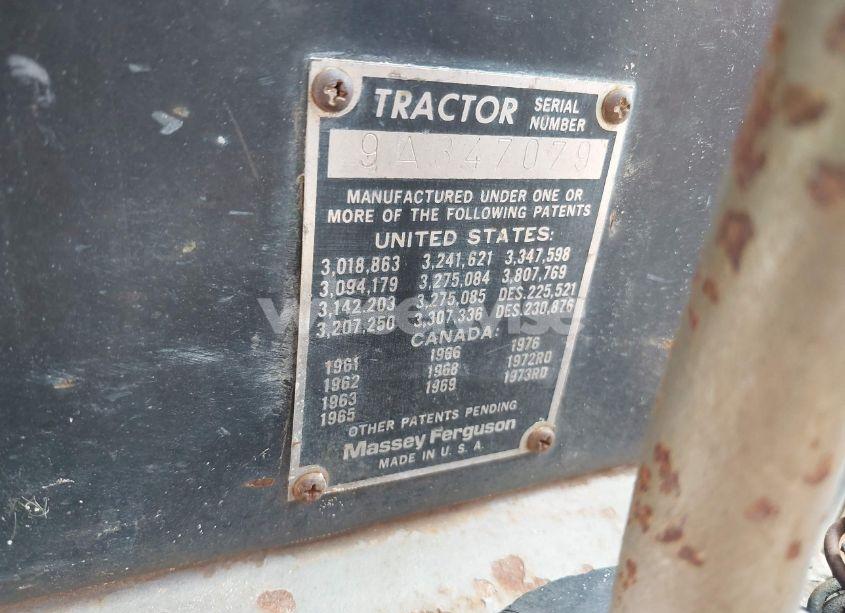 TRACTOR SERIAL NUMBER
9A347079
MANUFACTURED UNDER ONE OR
MORE OF THE FOLLOWING PATENTS
UNITED STATES:
3,018,863 3,241,621 3,347,598
3,094,179 3,275,084 3,807,769
3,142,203 3,275,085 DES.225,521
3,207,250 3,307,336 DES.230,876
CANADA:
1961 1966 1976
1962 1968 1972RD
1963 1969 1973RD
1965
OTHER PATENTS PENDING
Massey Ferguson
MADE IN U.S.A.